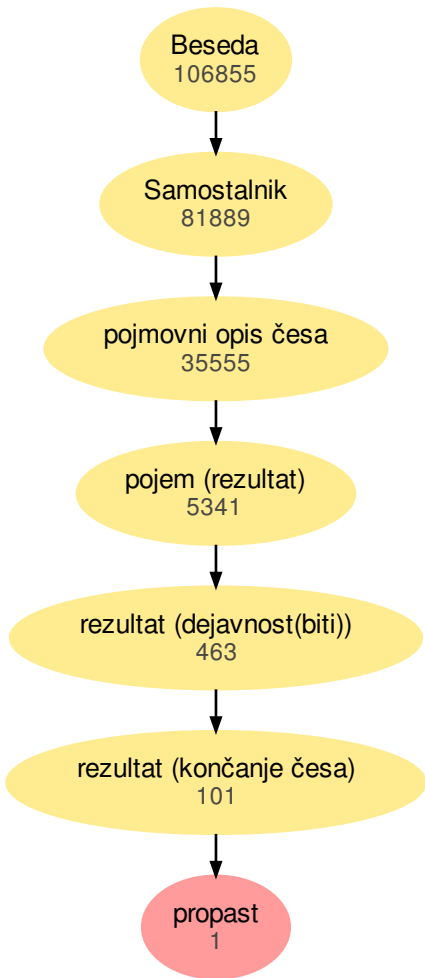 Beseda
106855
Samostalnik
81889
pojmovni opis česa
35555
pojem (rezultat)
5341
rezultat (dejavnost(biti))
463
rezultat (končanje česa)
101
propast
1